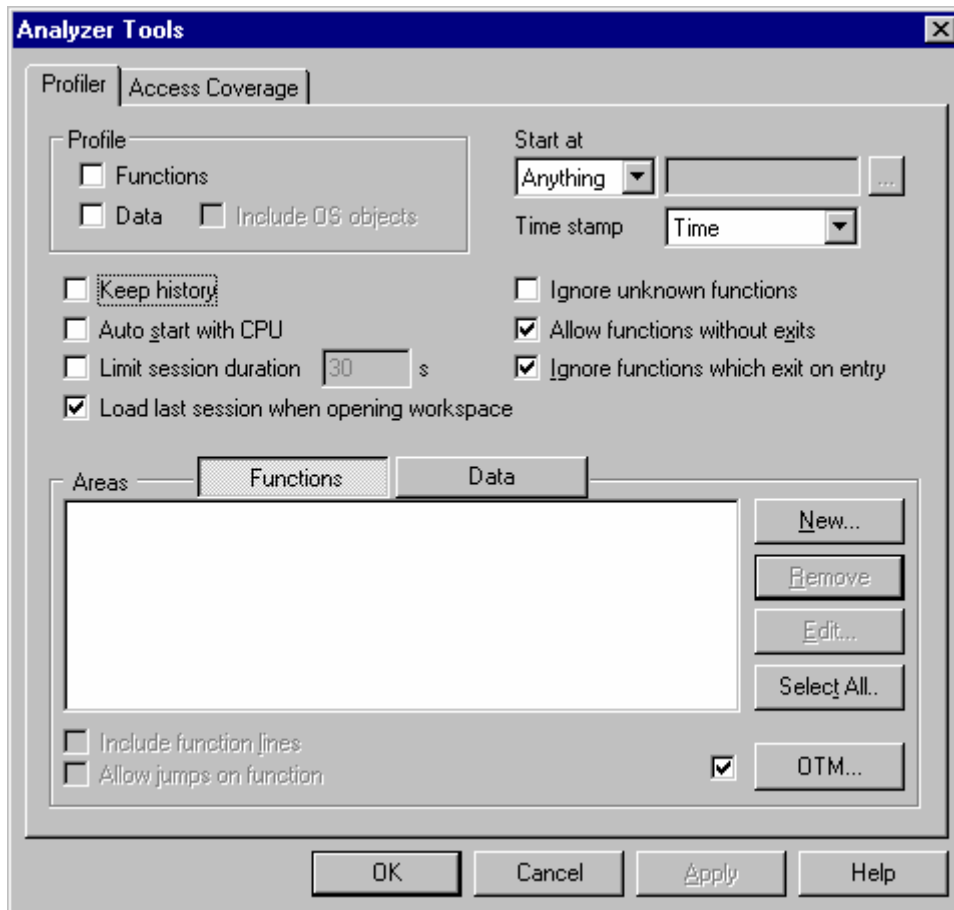 Analyzer Tools
Profiler
Access Coverage
Profile
Functions
Data
Include OS objects
Start at
Anything
...
Time stamp
Time
Keep history
Auto start with CPU
Limit session duration 30 s
Load last session when opening workspace
Ignore unknown functions
Allow functions without exits
Ignore functions which exit on entry
Areas
Functions
Data
New...
Remove
Edit...
Select All..
Include function lines
Allow jumps on function
OTM...
OK
Cancel
Apply
Help